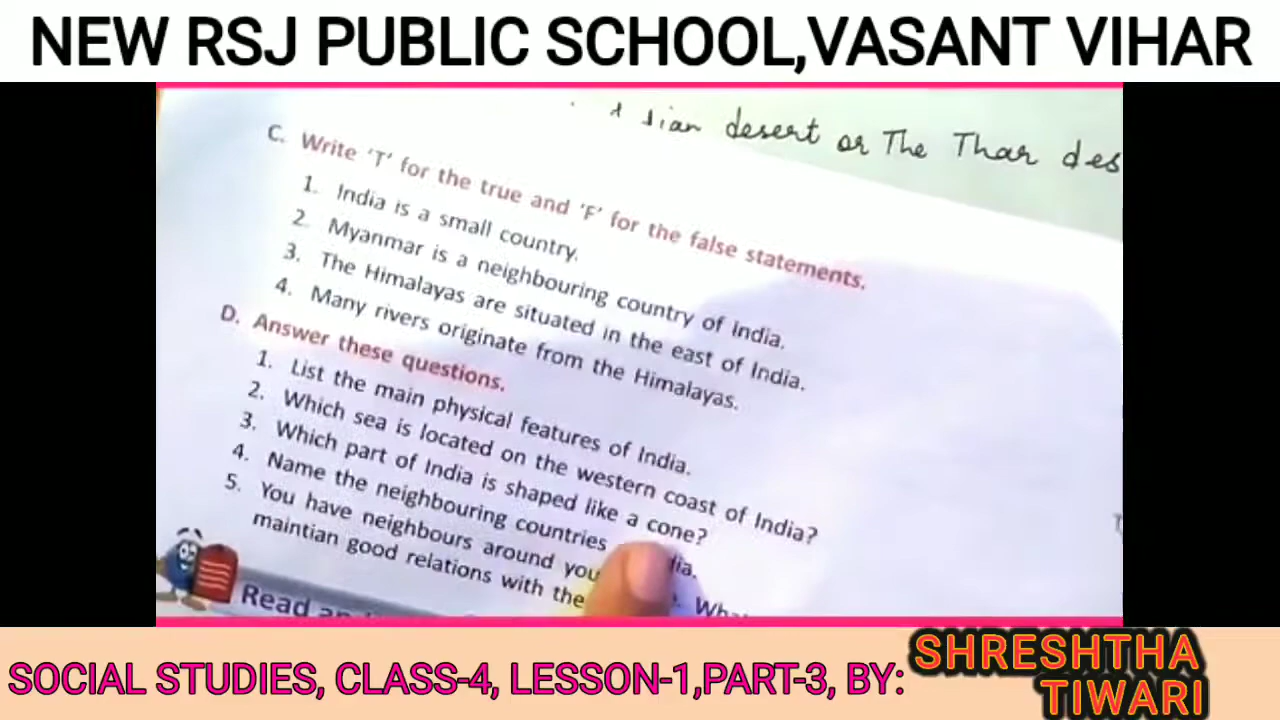 NEW RSJ PUBLIC SCHOOL,VASANT VIHAR
desert or The Thar des
C. Write 'T' for the true and 'F' for the false statements.
1. India is a small country.
2. Myanmar is a neighbouring country of India.
3. The Himalayas are situated in the east of India.
4. Many rivers originate from the Himalayas.
D. Answer these questions.
1. List the main physical features of India.
2. Which sea is located on the western coast of India?
3. Which part of India is shaped like a cone?
4. Name the neighbouring countries dia.
5. You have neighbours around you
maintian good relations with the
Read
SOCIAL STUDIES, CLASS-4, LESSON-1,PART-3, BY:
SHRESHTHA
TIWARI